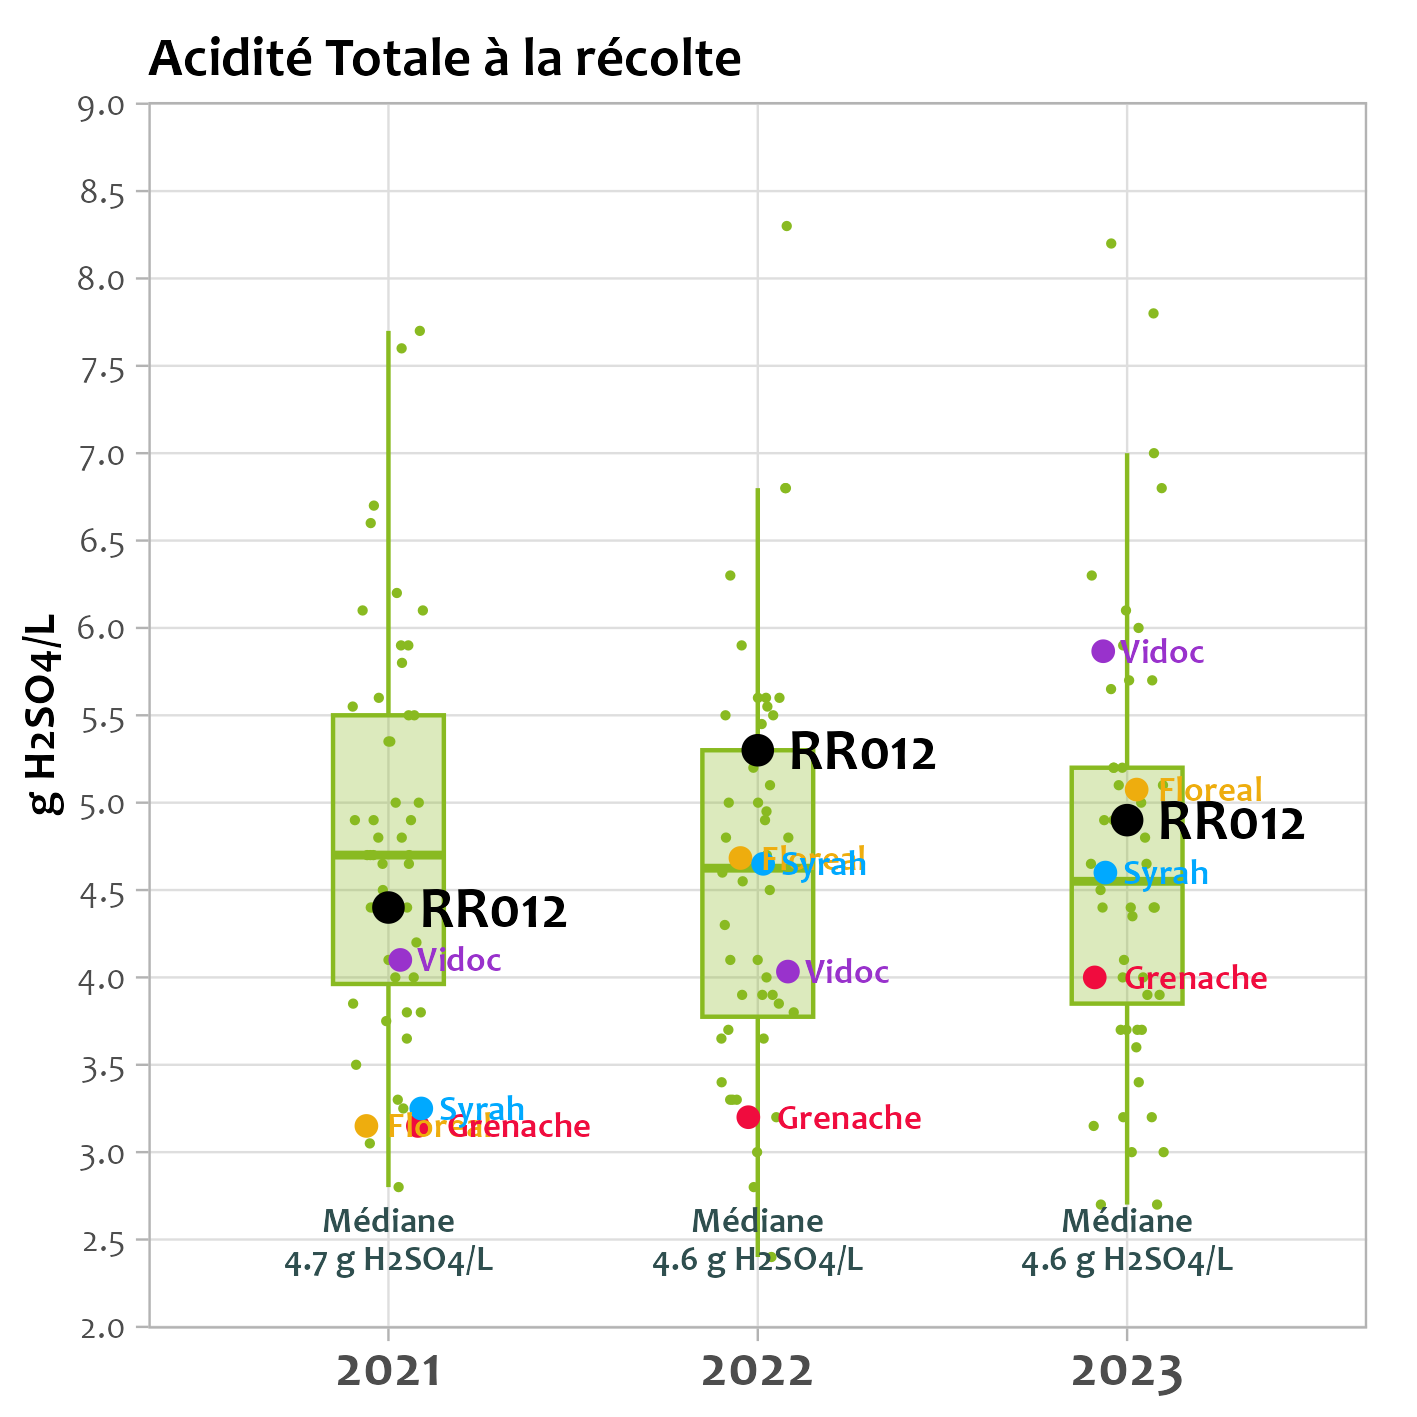 Acidité Totale à la récolte
g H2SO4/L
9.0
8.5
8.0
7.5
7.0
6.5
6.0
5.5
5.0
4.5
4.0
3.5
3.0
2.5
2.0
RR012
Vidoc
Syrah
Floreal
Grenache
Médiane
4.7 g H2SO4/L
RR012
Floreal
Syrah
Vidoc
Grenache
Médiane
4.6 g H2SO4/L
Vidoc
Floreal
RR012
Syrah
Grenache
Médiane
4.6 g H2SO4/L
2021
2022
2023